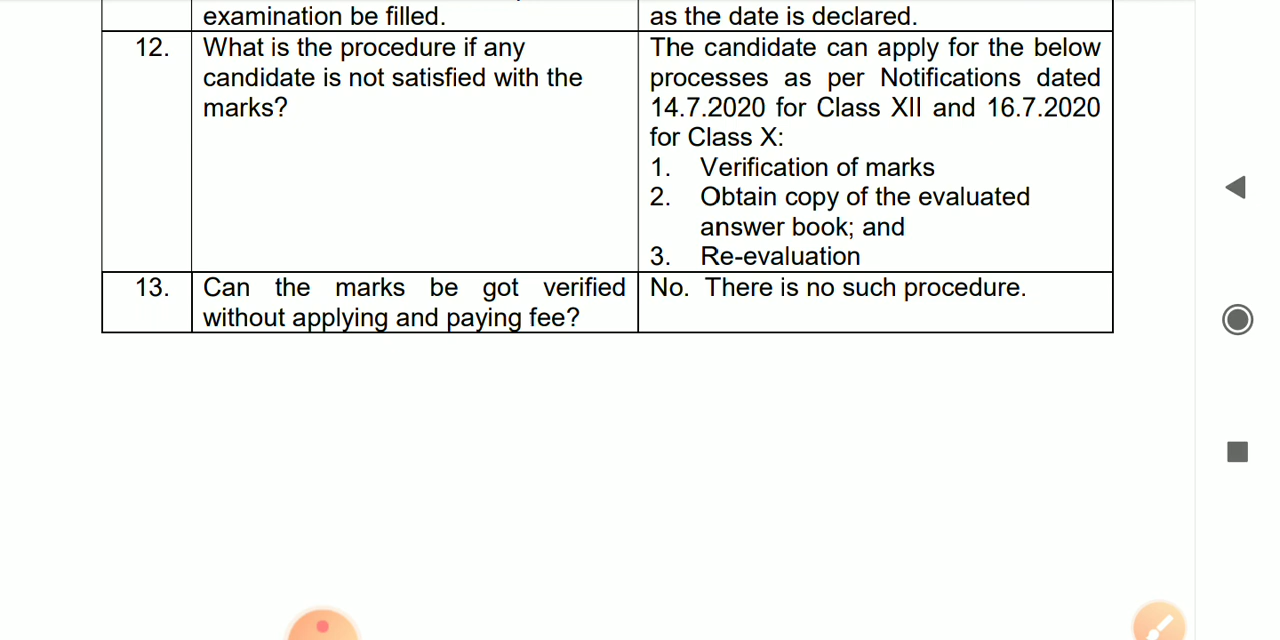 examination be filled.
as the date is declared.
12.
What is the procedure if any
candidate is not satisfied with the
marks?
The candidate can apply for the below
processes as per Notifications dated
14.7.2020 for Class XII and 16.7.2020
for Class X:
1. Verification of marks
2. Obtain copy of the evaluated
answer book; and
3. Re-evaluation
13.
Can the marks be got verified
without applying and paying fee?
No. There is no such procedure.